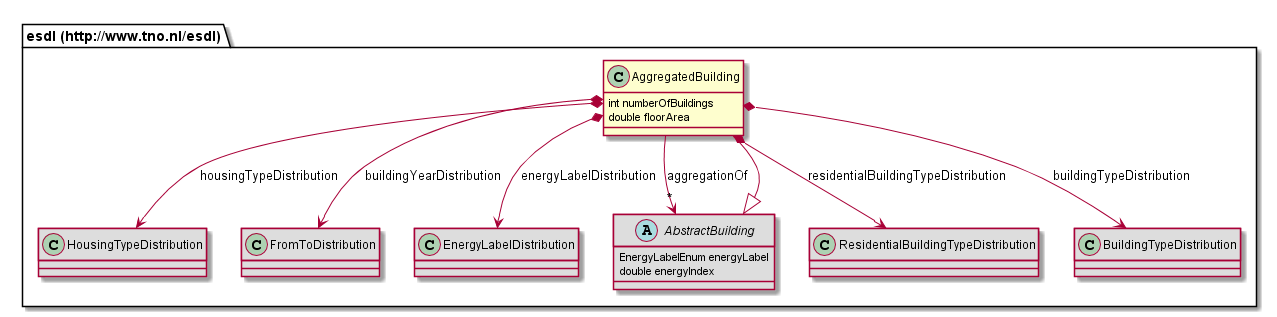 esdl (http://www.tno.nl/esdl)
C AggregatedBuilding
int numberOfBuildings
double floorArea
housingTypeDistribution
buildingYearDistribution
energyLabelDistribution
aggregationOf
residentialBuildingTypeDistribution
buildingTypeDistribution
*
C HousingTypeDistribution
C FromToDistribution
C EnergyLabelDistribution
A AbstractBuilding
EnergyLabelEnum energyLabel
double energyIndex
C ResidentialBuildingTypeDistribution
C BuildingTypeDistribution